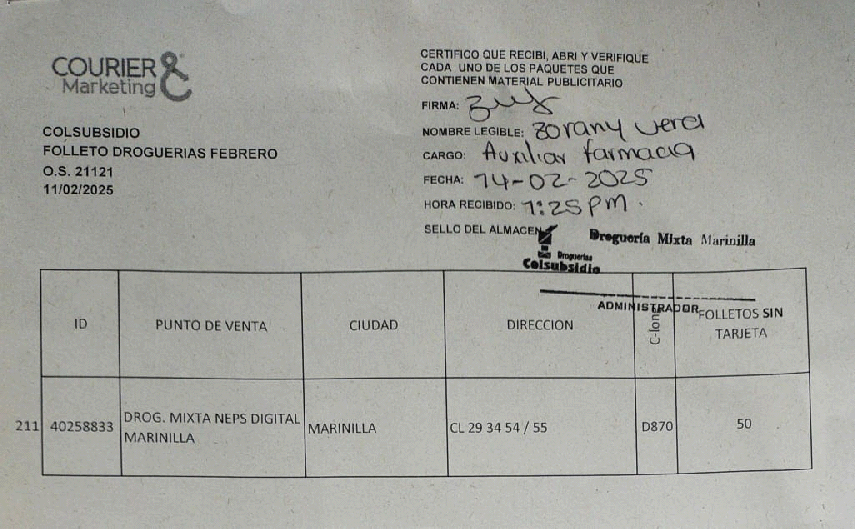 COURIER &
Marketing
COLSUBSIDIO
FOLLETO DROGUERIAS FEBRERO
O.S. 21121
11/02/2025
CERTIFICO QUE RECIBI, ABRI Y VERIFIQUE
CADA UNO DE LOS PAQUETES QUE
CONTIENEN MATERIAL PUBLICITARIO
FIRMA:
NOMBRE LEGIBLE: Zorany
CARGO: Auxiliar farmacia
FECHA: 14-02-2025
HORA RECIBIDO: 1:25 PM.
SELLO DEL ALMACEN
Droguería Mixta Marinilla
Droguerías
Colsubsidio
ADMINISTRADOR
ID PUNTO DE VENTA CIUDAD DIRECCION FOLLETOS SIN
TARJETA
211 40258833 DROG. MIXTA NEPS DIGITAL
MARINILLA MARINILLA CL 29 34 54 / 55 D870 50